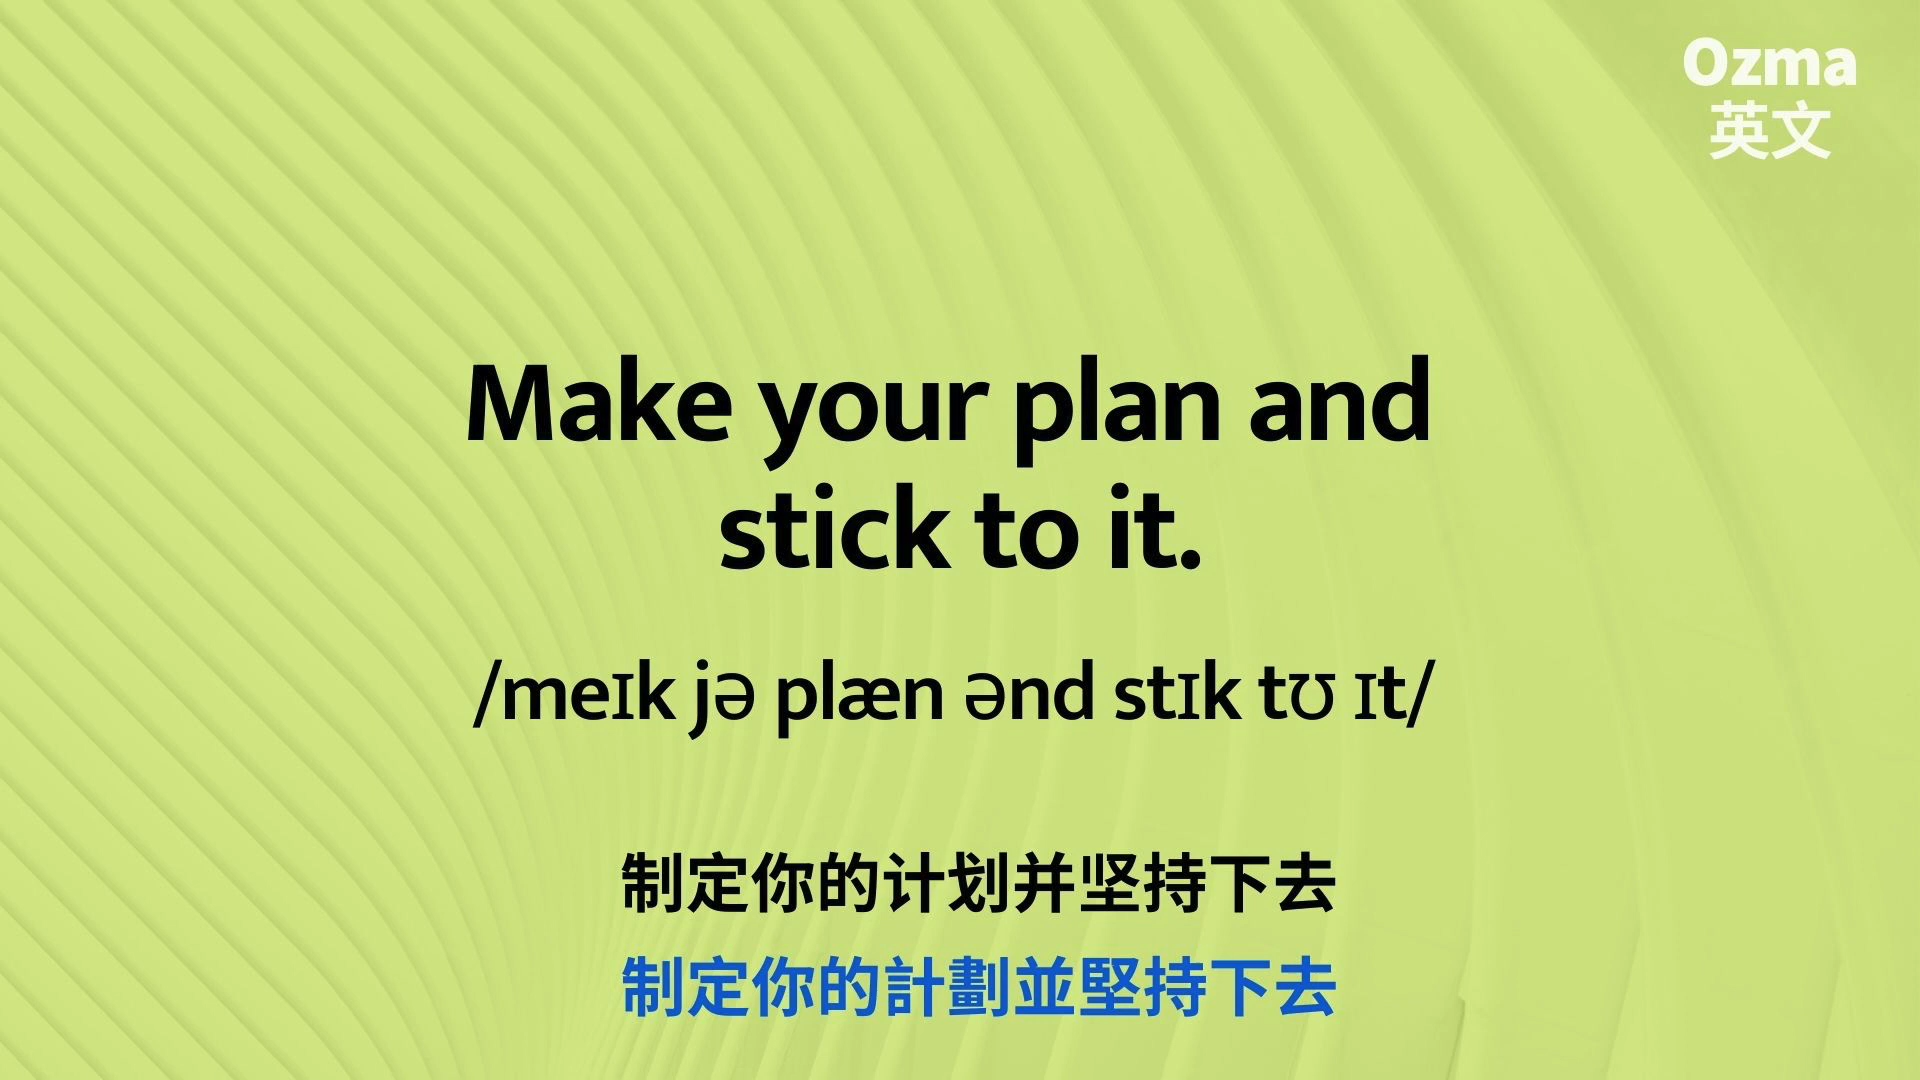 Ozma
英文
Make your plan and
stick to it.
/meɪk jə plæn ənd stɪk tʊ ɪt/
制定你的计划并坚持下去
制定你的計劃並堅持下去